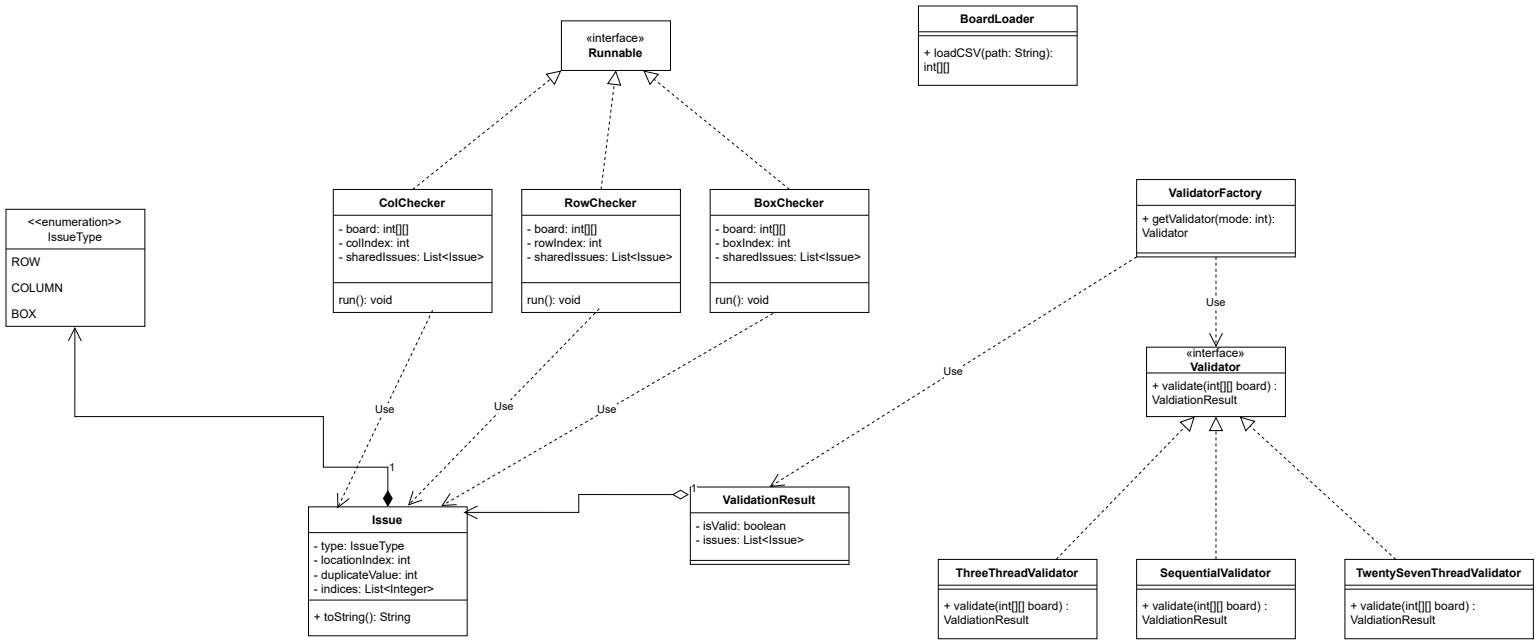 «interface»
Runnable
BoardLoader
+ loadCSV(path: String):
int[][]
ColChecker
- board: int[][]
- colIndex: int
- sharedIssues: List<Issue>
run(): void
RowChecker
- board: int[][]
- rowIndex: int
- sharedIssues: List<Issue>
run(): void
BoxChecker
- board: int[][]
- boxIndex: int
- sharedIssues: List<Issue>
run(): void
ValidatorFactory
+ getValidator(mode: int):
Validator
<<enumeration>>
IssueType
ROW
COLUMN
BOX
Use
«interface»
Validator
+ validate(int[][] board) :
ValdiationResult
Use
Use
Use
Use
1
1
Issue
- type: IssueType
- locationIndex: int
- duplicateValue: int
- indices: List<Integer>
+ toString(): String
ValidationResult
- isValid: boolean
- issues: List<Issue>
ThreeThreadValidator
+ validate(int[][] board) :
ValdiationResult
SequentialValidator
+ validate(int[][] board) :
ValdiationResult
TwentySevenThreadValidator
+ validate(int[][] board) :
ValdiationResult